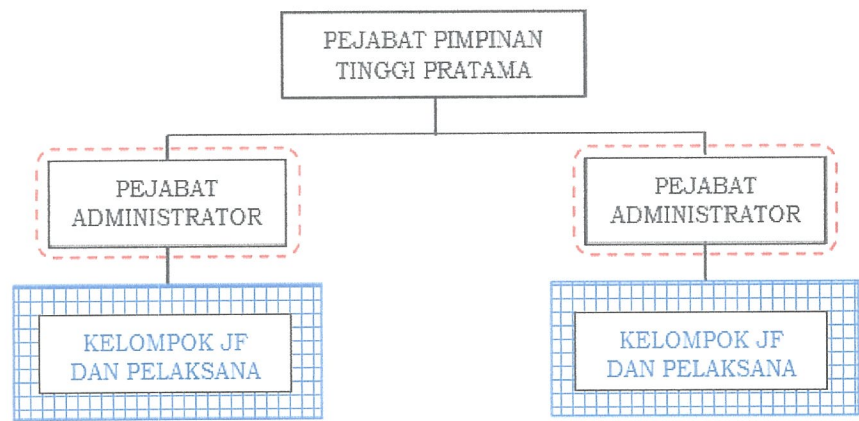 PEJABAT PIMPINAN
TINGGI PRATAMA
PEJABAT
ADMINISTRATOR
PEJABAT
ADMINISTRATOR
KELOMPOK JF
DAN PELAKSANA
KELOMPOK JF
DAN PELAKSANA